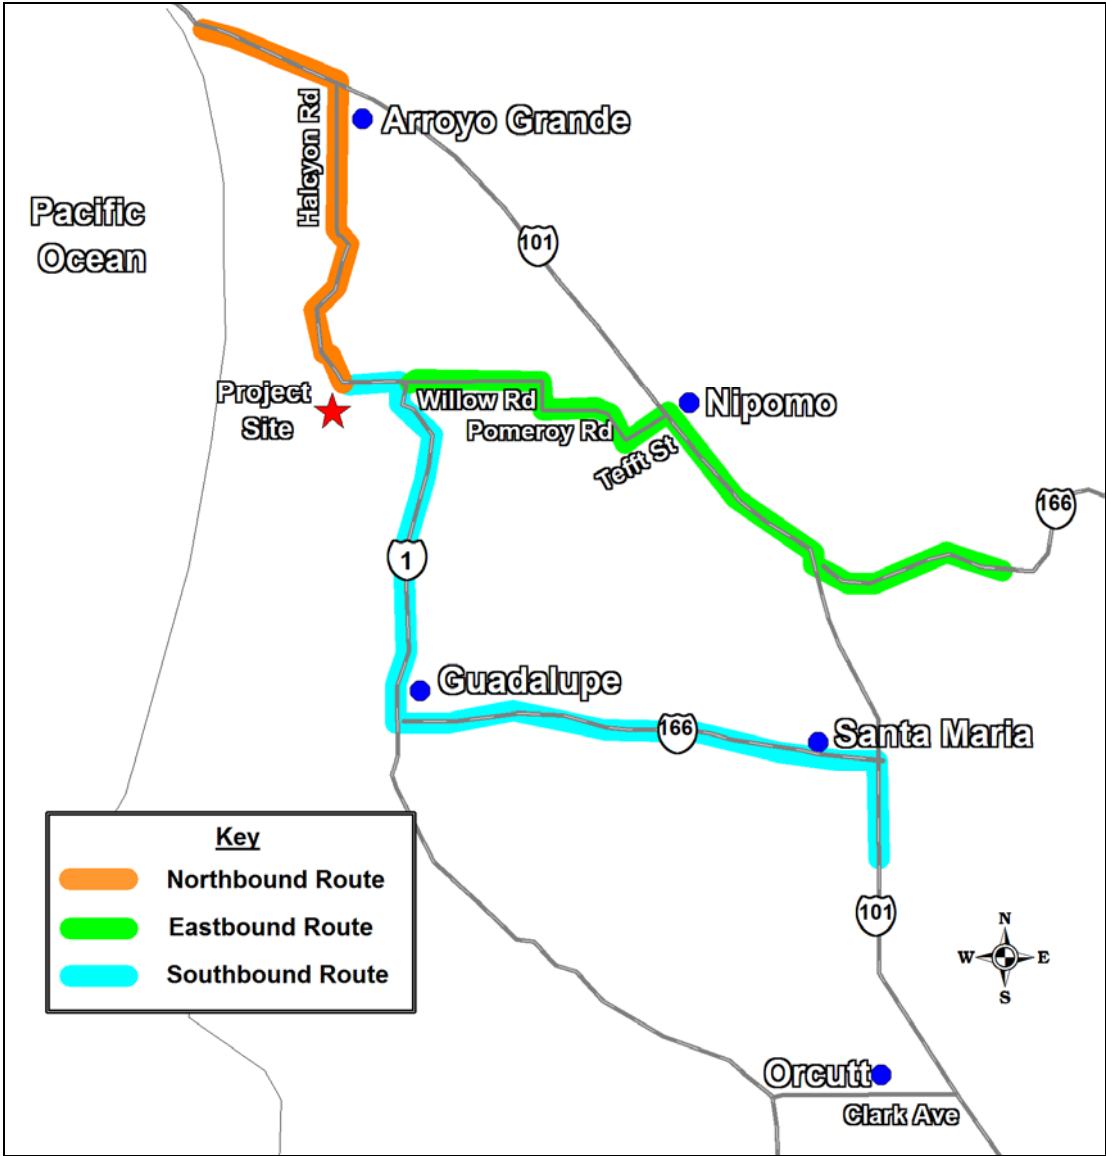 Halcyon Rd
Arroyo Grande
Pacific
Ocean
101
Project
Site
Willow Rd
Nipomo
Pomeroy Rd
Tefft St
166
1
Guadalupe
166
Santa Maria
Key
Northbound Route
Eastbound Route
Southbound Route
101
N
W E
S
Orcutt
Clark Ave